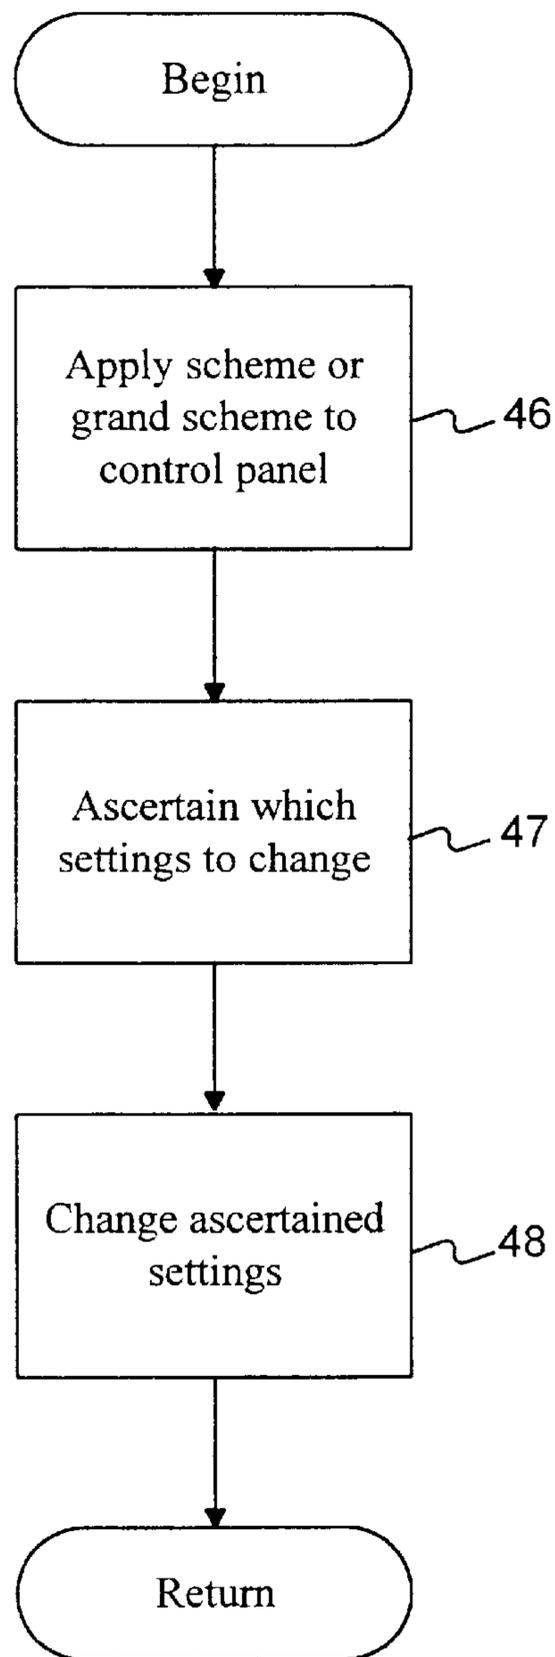 Begin
Apply scheme or
grand scheme to
control panel
46
Ascertain which
settings to change
47
Change ascertained
settings
48
Return